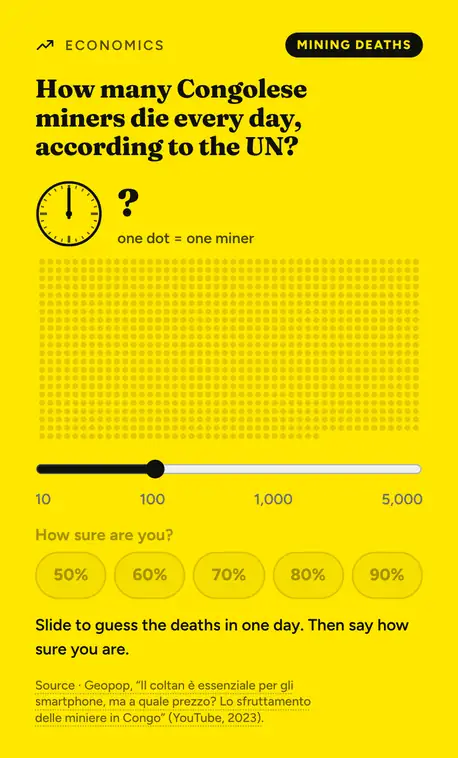 ECONOMICS
MINING DEATHS
How many Congolese
miners die every day,
according to the UN?
?
one dot = one miner
10 100 1,000 5,000
How sure are you?
50% 60% 70% 80% 90%
Slide to guess the deaths in one day. Then say how
sure you are.
Source · Geopop, “Il coltan è essenziale per gli
smartphone, ma a quale prezzo? Lo sfruttamento
delle miniere in Congo” (YouTube, 2023).